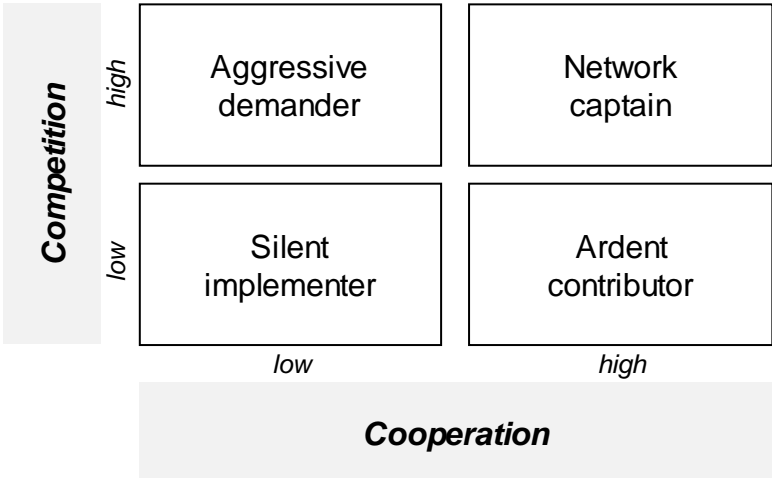 Competition
high
Aggressive
demander
Network
captain
low
Silent
implementer
Ardent
contributor
low
high
Cooperation